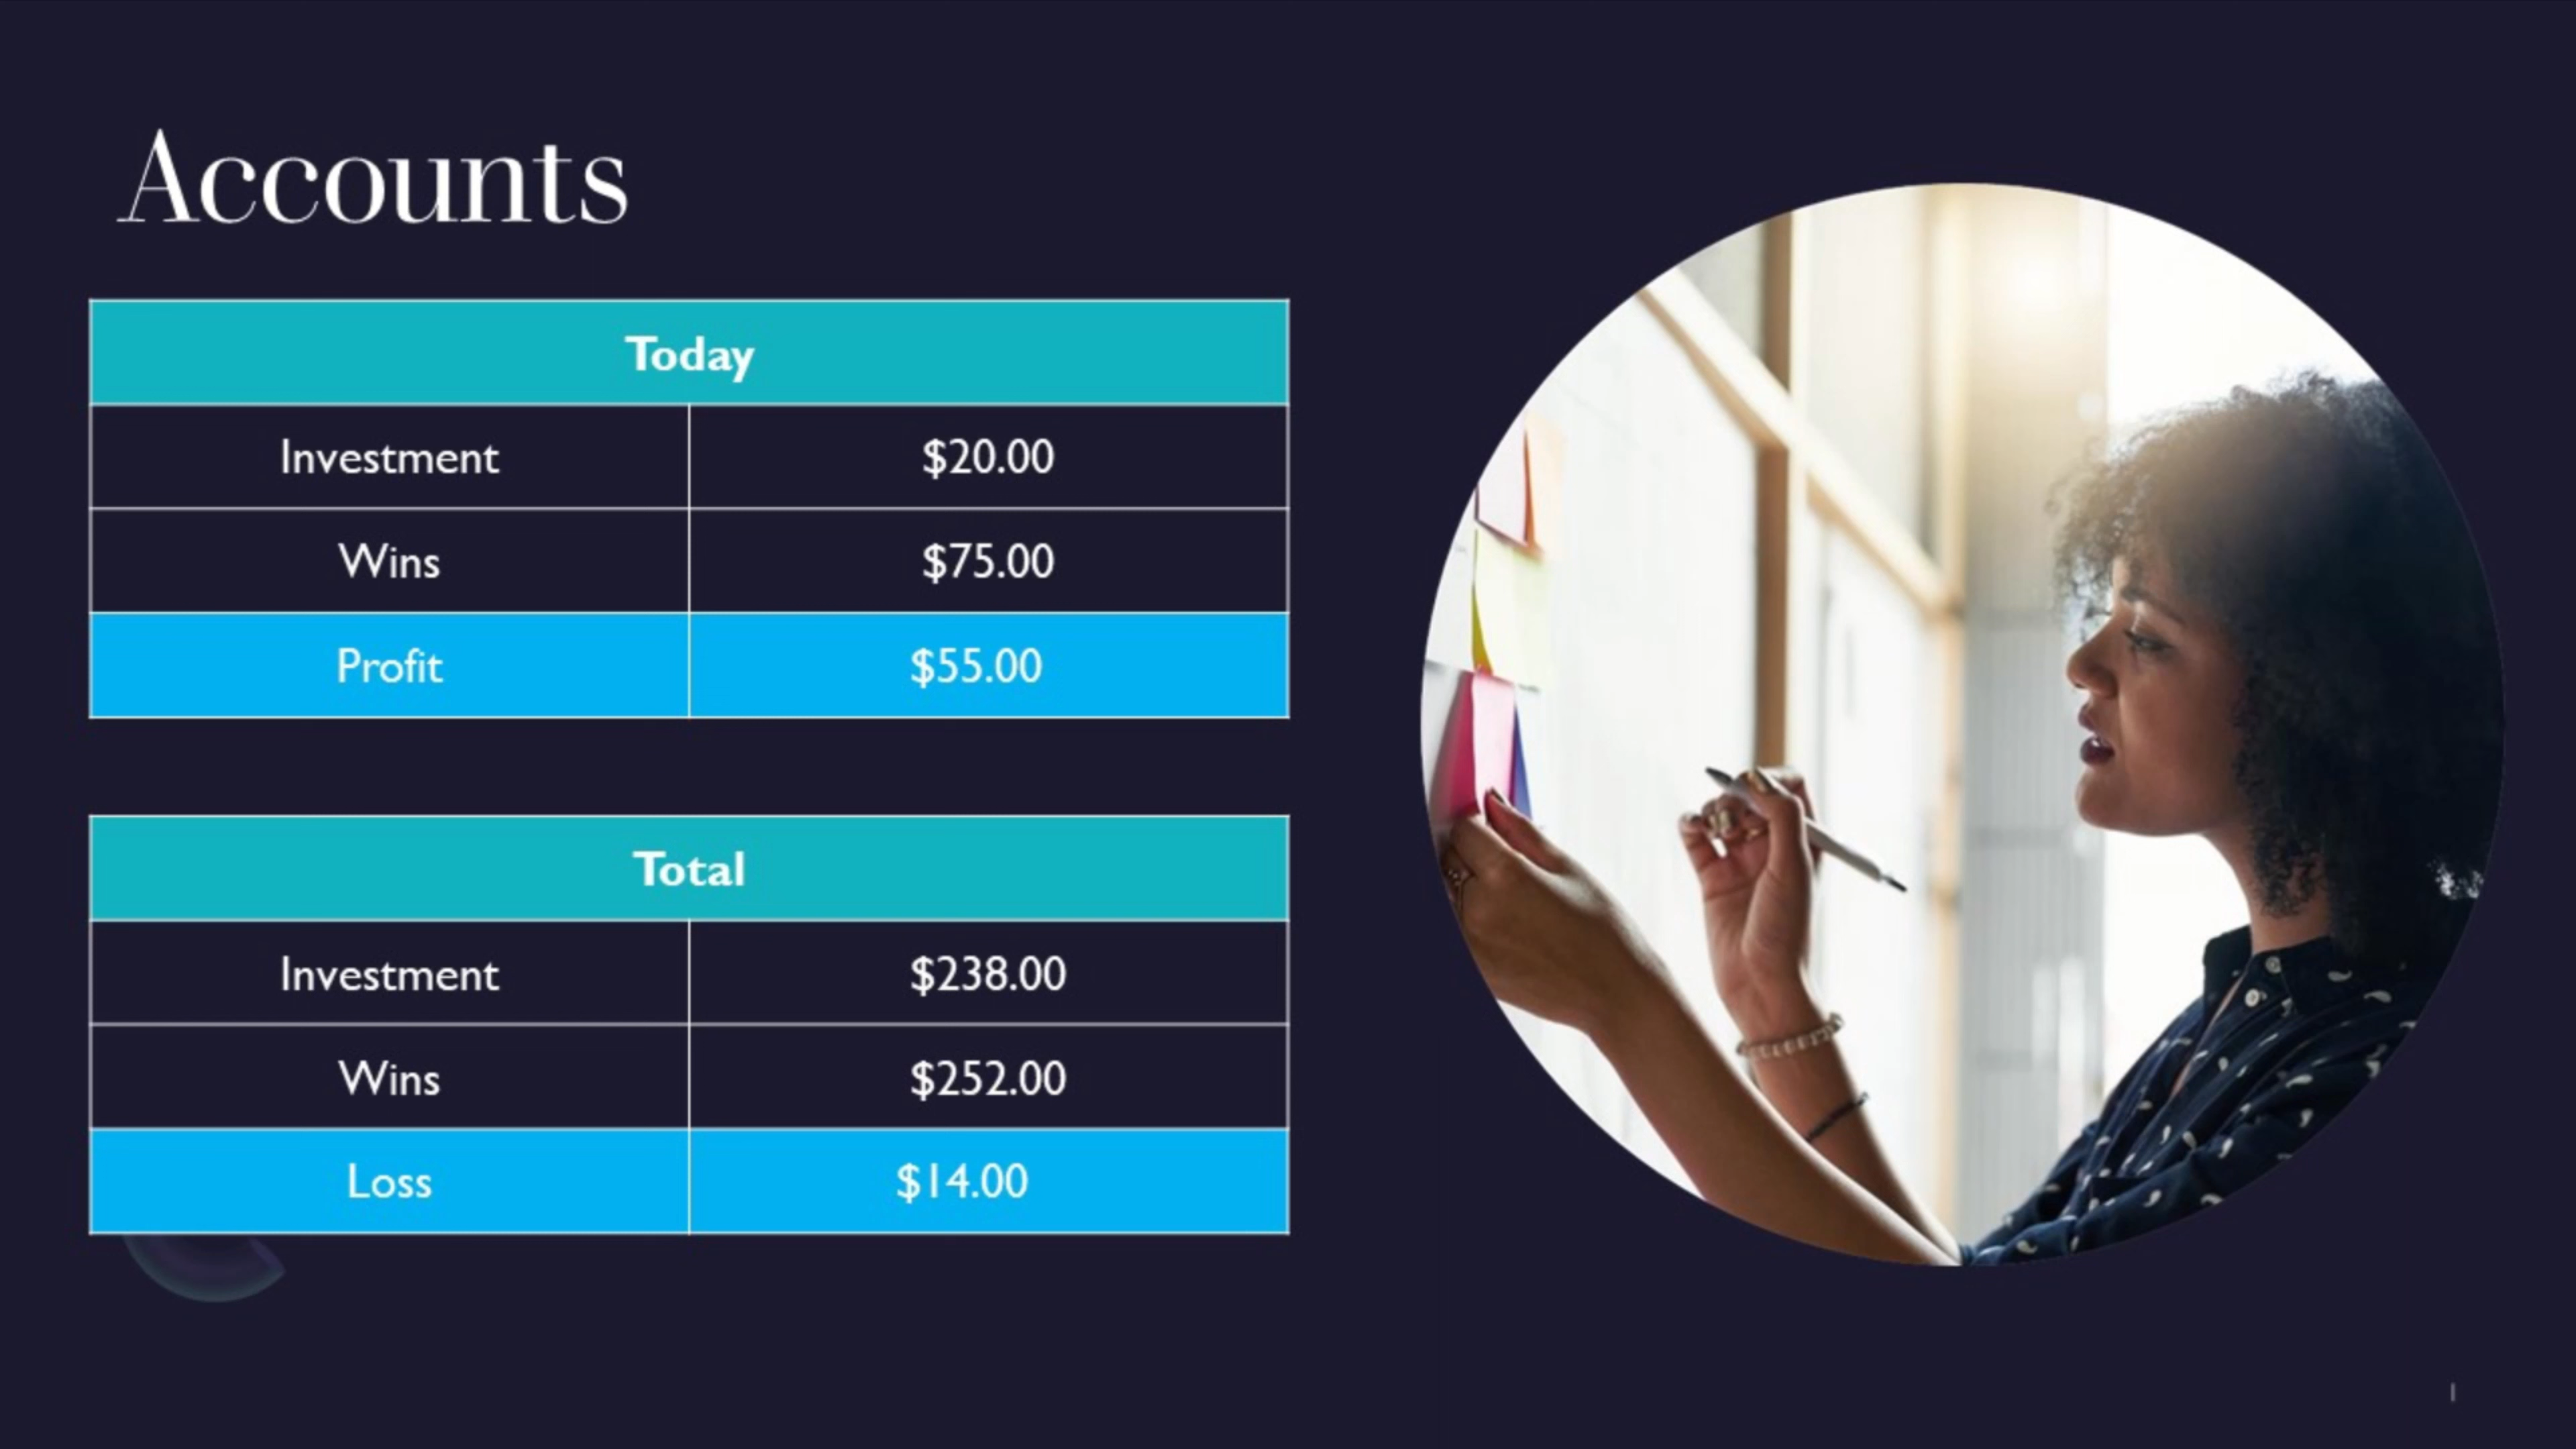 Accounts
Today
Investment $20.00
Wins $75.00
Profit $55.00
Total
Investment $238.00
Wins $252.00
Loss $14.00
1